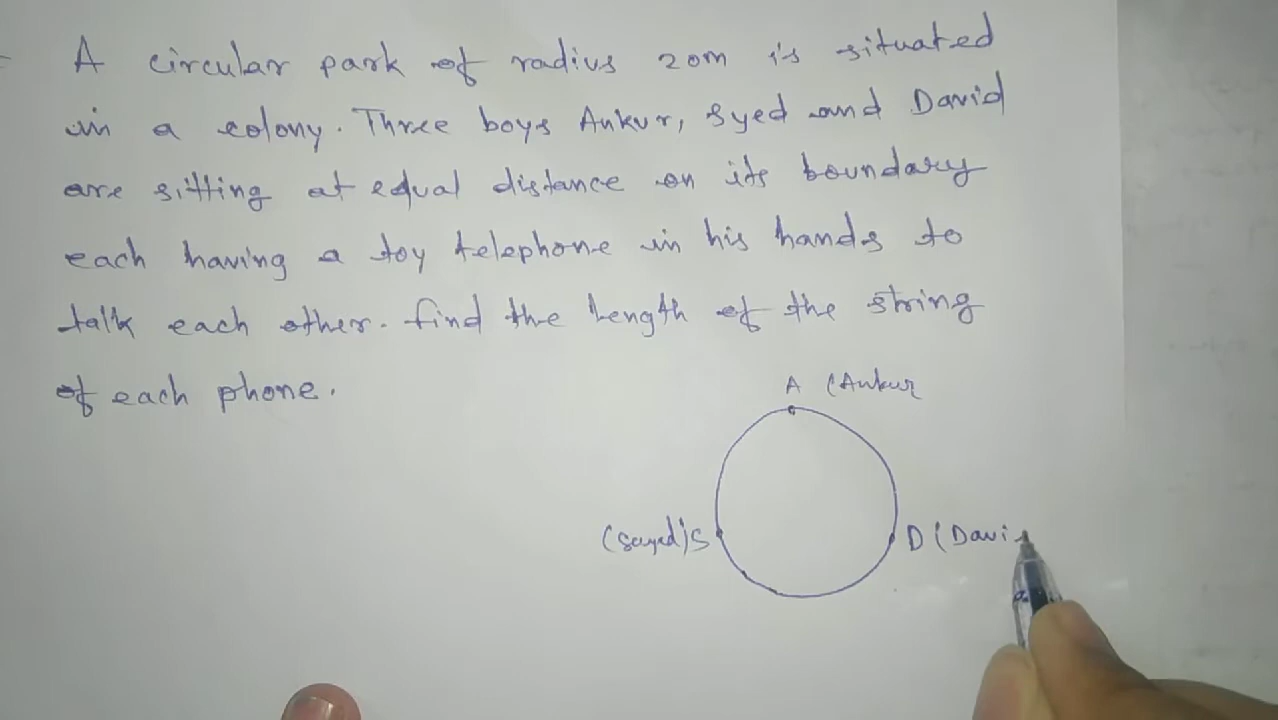 A circular park of radius 20m is situated
in a colony. Three boys Ankur, Syed and David
are sitting at equal distance on its boundary
each having a toy telephone in his hands to
talk each other. find the length of the string
of each phone.
A (Ankur
(Sayed) S
D (Davi